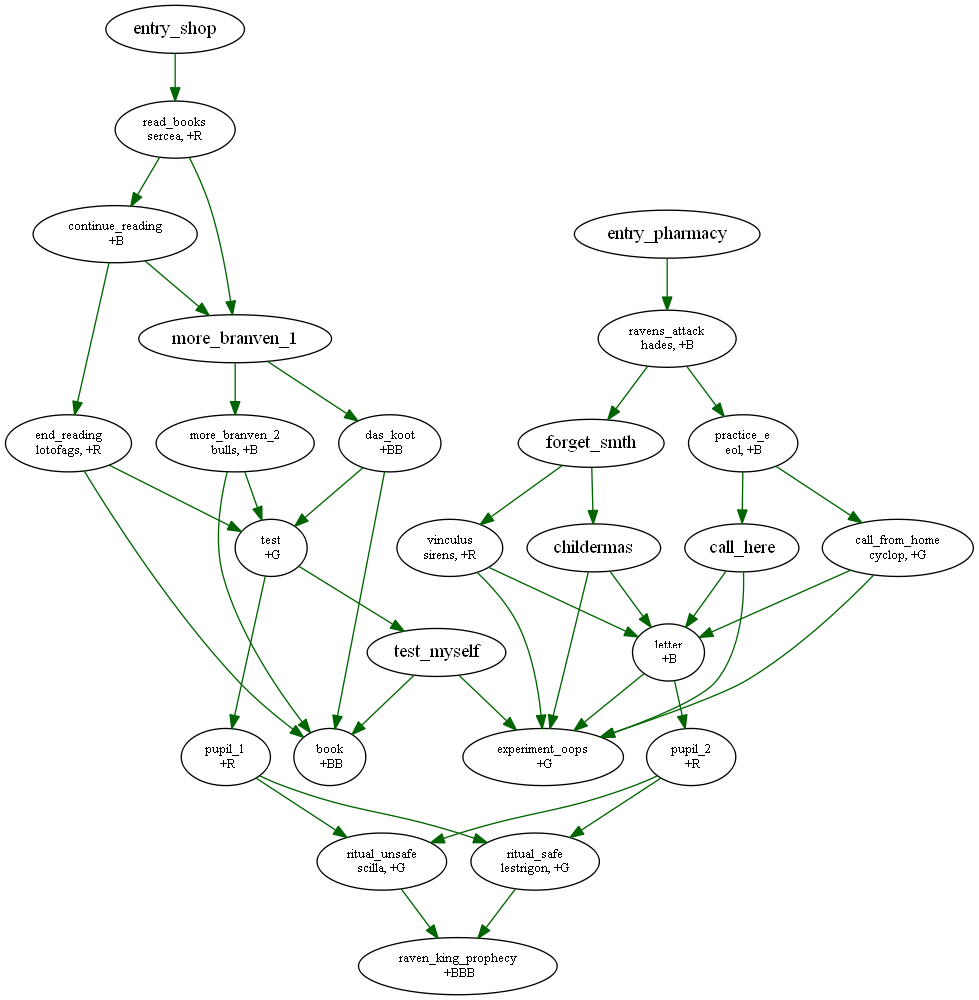 entry_shop
read_books
sercea, +R
continue_reading
+B
entry_pharmacy
more_branven_1
ravens_attack
hades, +B
end_reading
lotofags, +R
more_branven_2
bulls, +B
das_koot
+BB
forget_smth
practice_e
eol, +B
test
+G
vinculus
sirens, +R
childermas
call_here
call_from_home
cyclop, +G
test_myself
letter
+B
pupil_1
+R
book
+BB
experiment_oops
+G
pupil_2
+R
ritual_unsafe
scilla, +G
ritual_safe
lestrigon, +G
raven_king_prophecy
+BBB